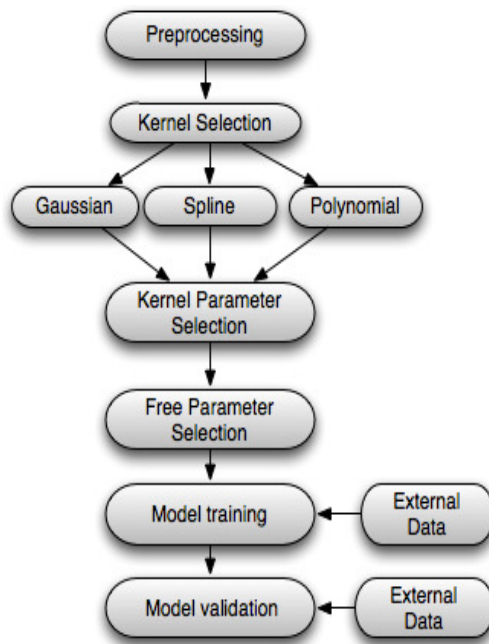 Preprocessing
Kernel Selection
Gaussian
Spline
Polynomial
Kernel Parameter
Selection
Free Parameter
Selection
Model training
External
Data
Model validation
External
Data